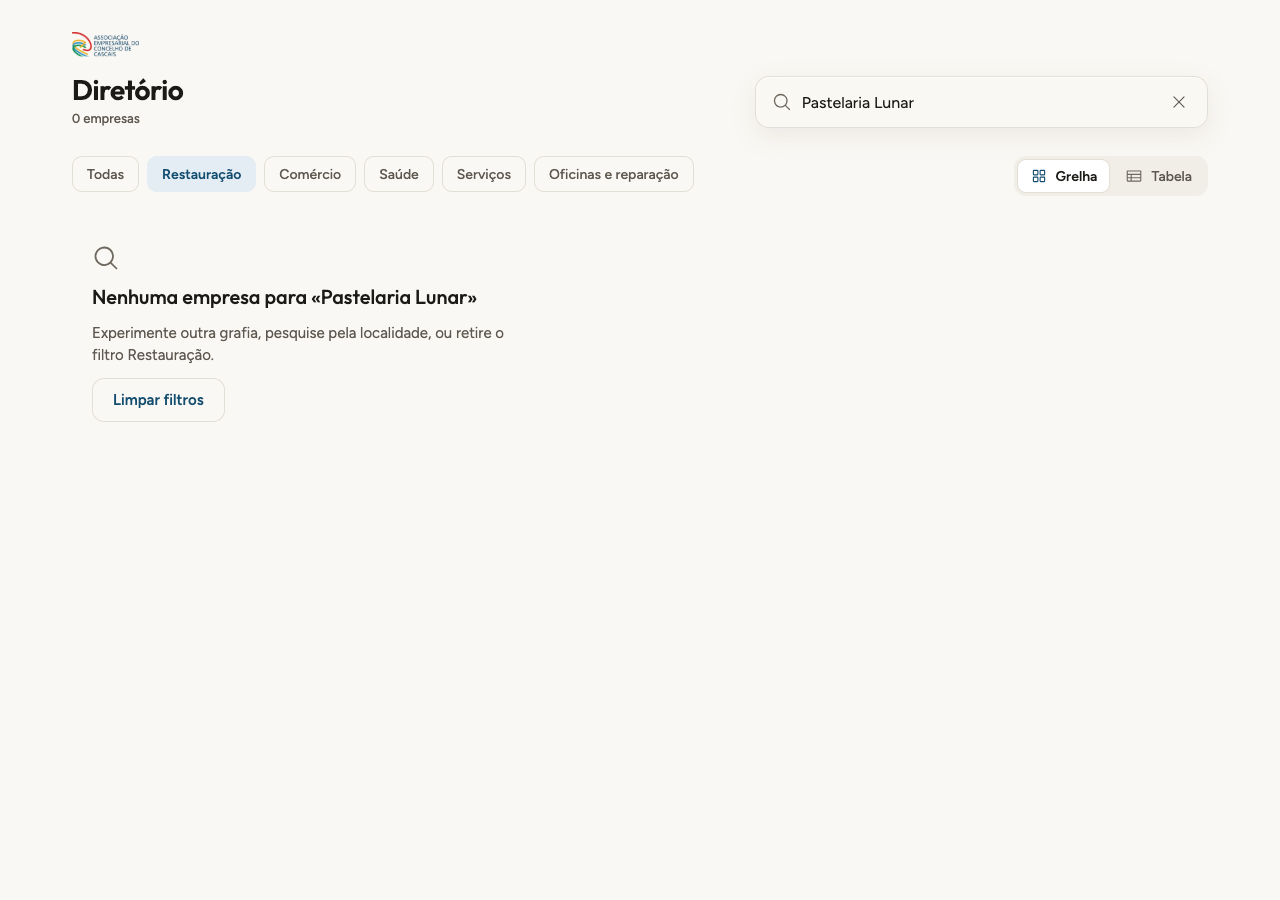 ASSOCIAÇÃO
EMPRESARIAL DO
CONCELHO DE
CASCAIS
Diretório
0 empresas
Pastelaria Lunar
Todas
Restauração
Comércio
Saúde
Serviços
Oficinas e reparação
Grelha
Tabela
Nenhuma empresa para «Pastelaria Lunar»
Experimente outra grafia, pesquise pela localidade, ou retire o
filtro Restauração.
Limpar filtros